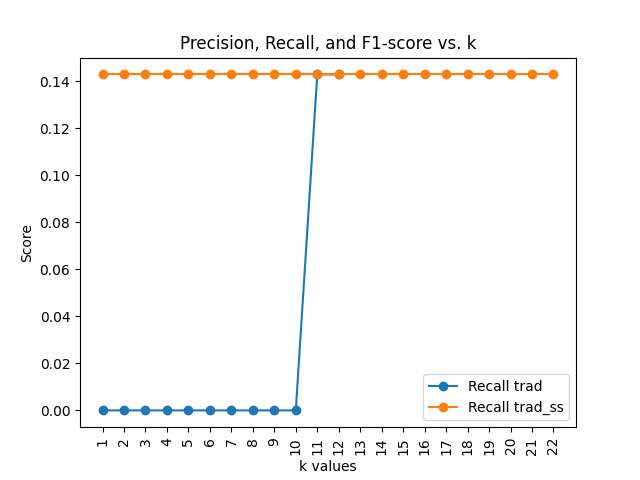 Precision, Recall, and F1-score vs. k
Score
0.14
0.12
0.10
0.08
0.06
0.04
0.02
0.00
Recall trad
Recall trad_ss
1 2 3 4 5 6 7 8 9 10 11 12 13 14 15 16 17 18 19 20 21 22
k values